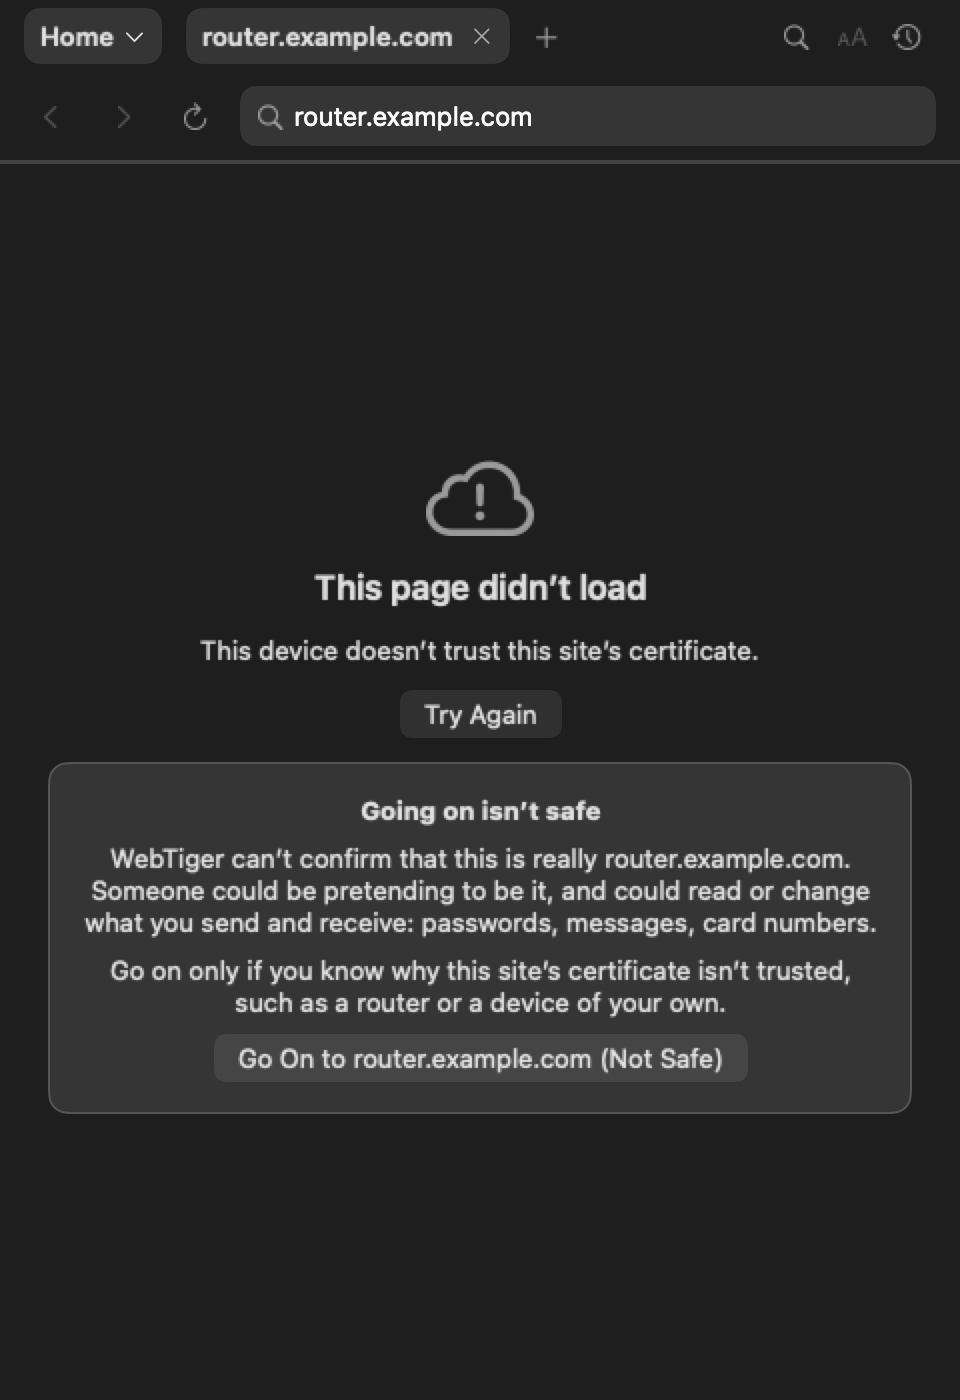 Home
router.example.com
AA
router.example.com
This page didn’t load
This device doesn’t trust this site’s certificate.
Try Again
Going on isn’t safe
WebTiger can’t confirm that this is really router.example.com.
Someone could be pretending to be it, and could read or change
what you send and receive: passwords, messages, card numbers.
Go on only if you know why this site’s certificate isn’t trusted,
such as a router or a device of your own.
Go On to router.example.com (Not Safe)